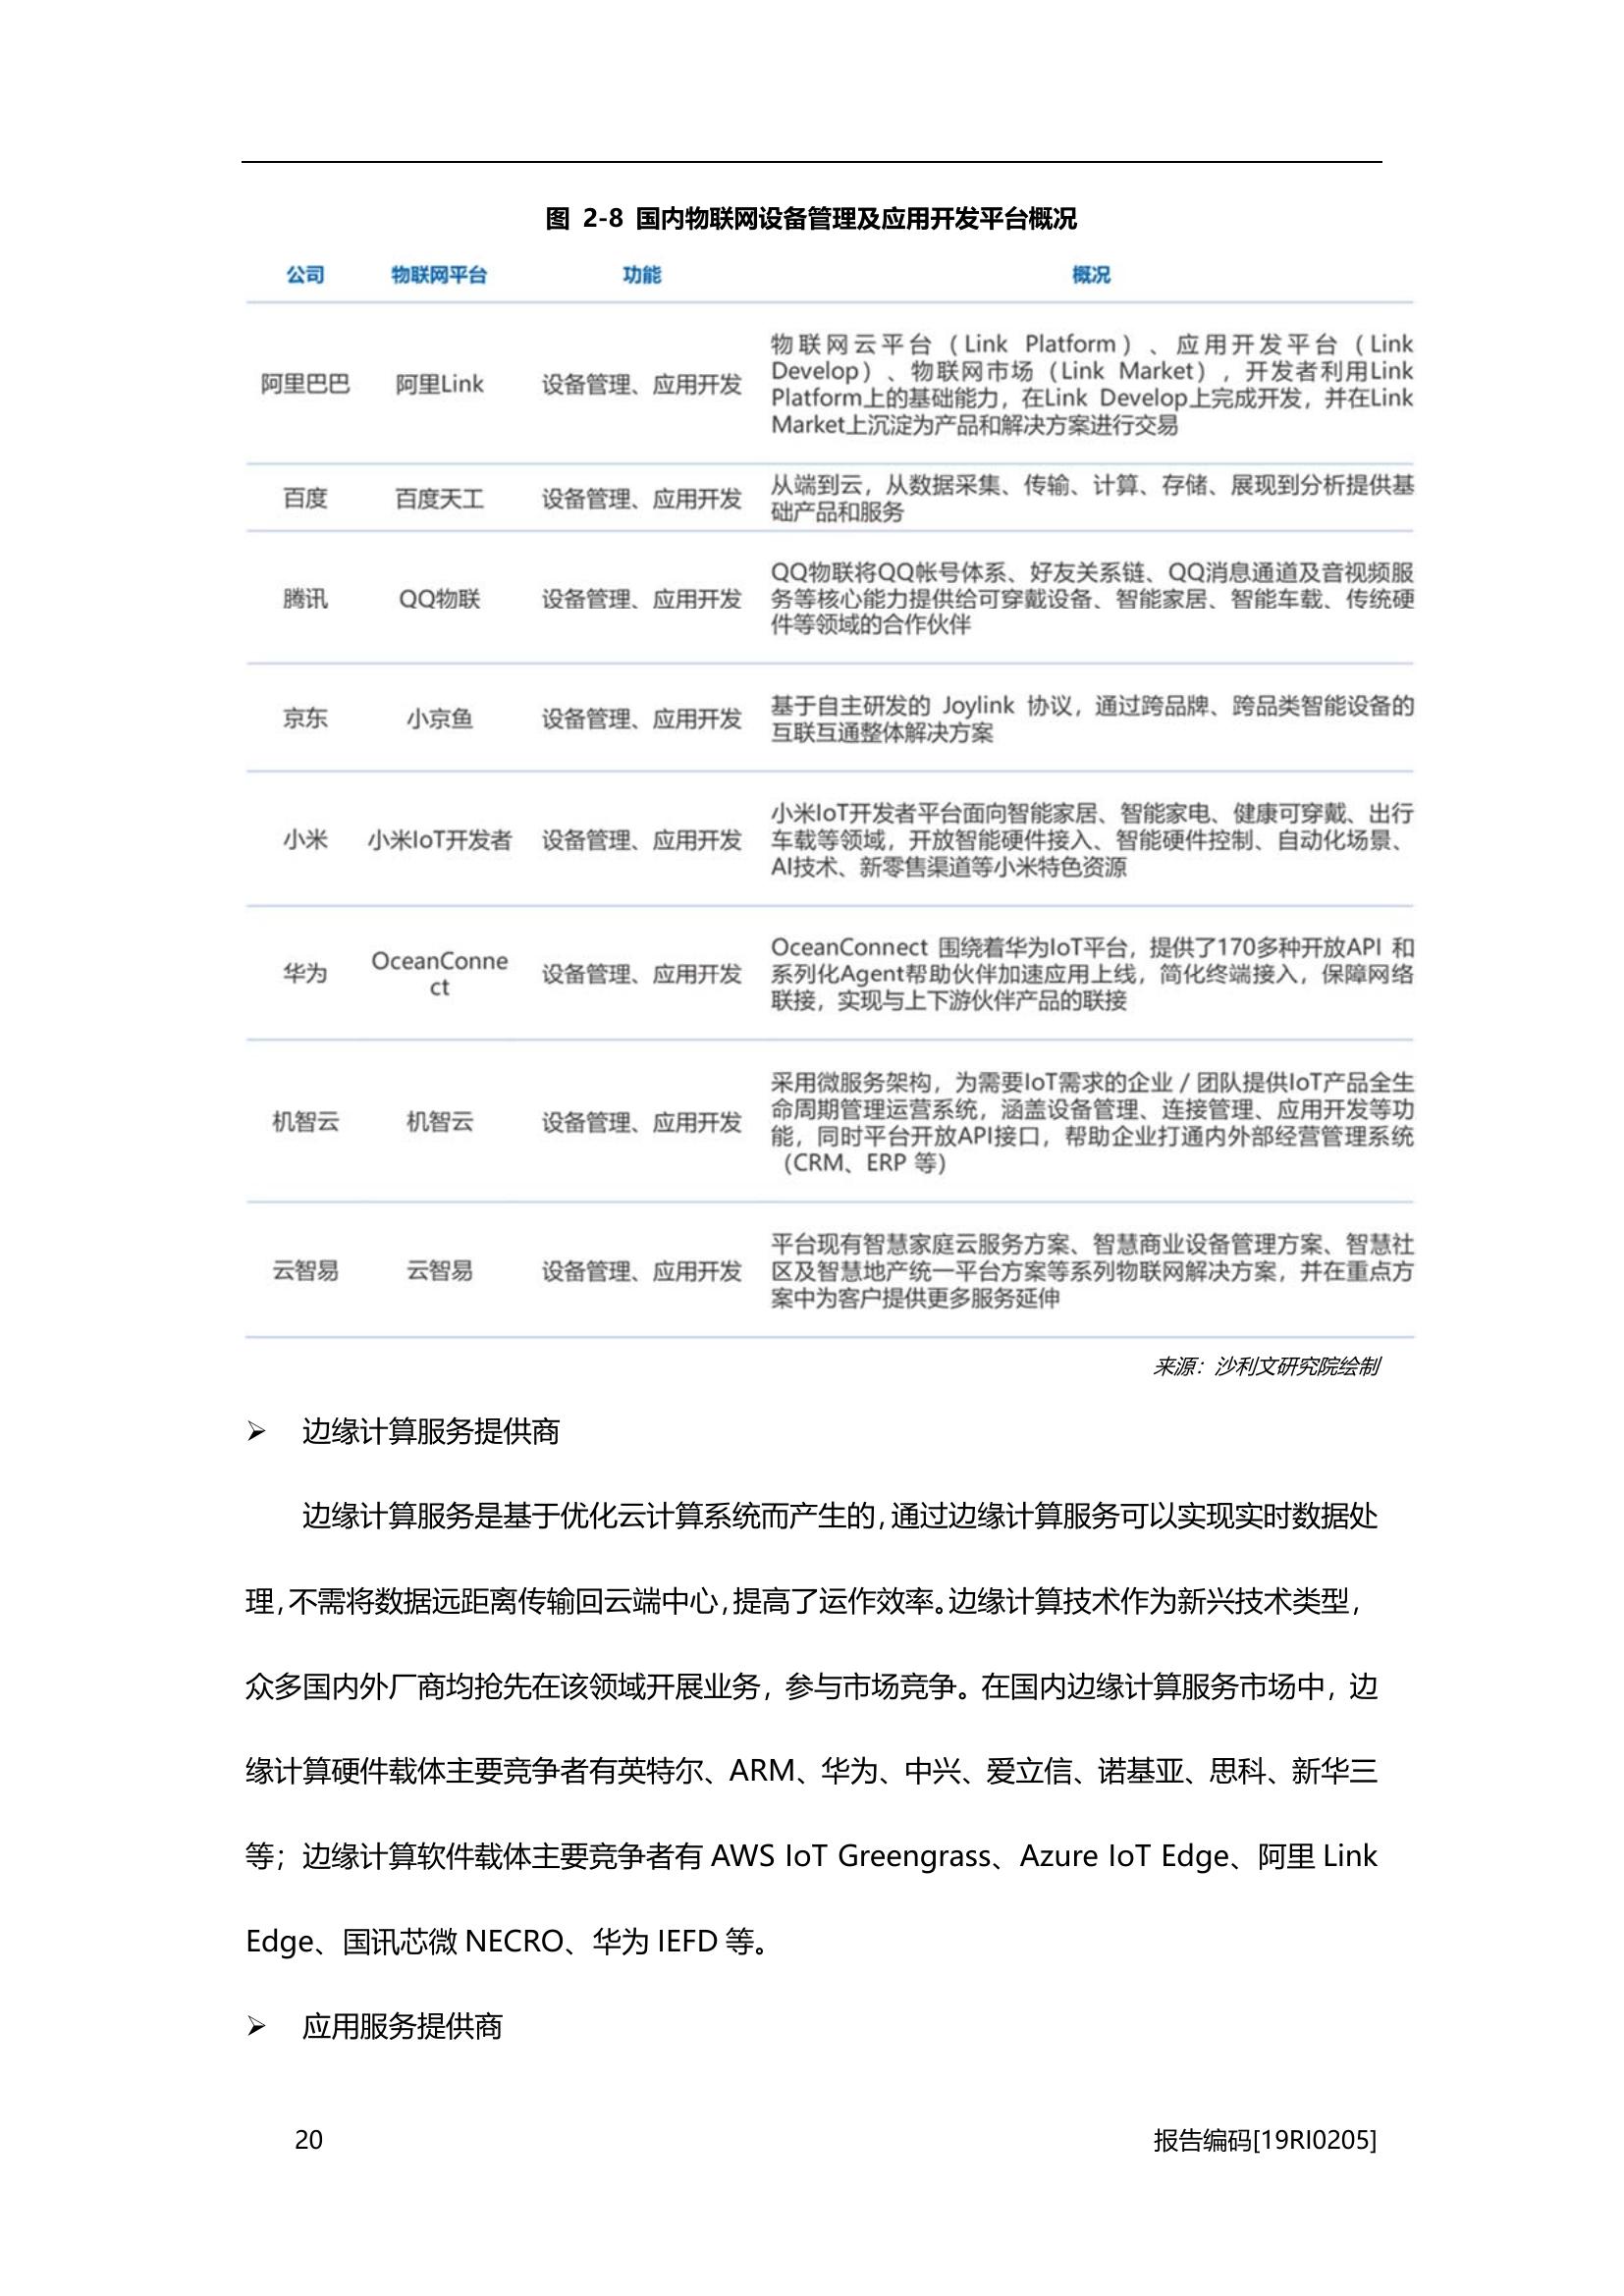 图 2-8 国内物联网设备管理及应用开发平台概况
公司 物联网平台 功能 概况
阿里巴巴 阿里Link 设备管理、应用开发
物联网云平台（Link Platform）、应用开发平台（Link
Develop）、物联网市场（Link Market），开发者利用Link
Platform上的基础能力，在Link Develop上完成开发，并在Link
Market上沉淀为产品和解决方案进行交易
百度 百度天工 设备管理、应用开发
从端到云，从数据采集、传输、计算、存储、展现到分析提供基
础产品和服务
腾讯 QQ物联 设备管理、应用开发
QQ物联将QQ帐号体系、好友关系链、QQ消息通道及音视频服
务等核心能力提供给可穿戴设备、智能家居、智能车载、传统硬
件等领域的合作伙伴
京东 小京鱼 设备管理、应用开发
基于自主研发的 Joylink 协议，通过跨品牌、跨品类智能设备的
互联互通整体解决方案
小米 小米IoT开发者 设备管理、应用开发
小米IoT开发者平台面向智能家居、智能家电、健康可穿戴、出行
车载等领域，开放智能硬件接入、智能硬件控制、自动化场景、
AI技术、新零售渠道等小米特色资源
华为 OceanConne
ct
设备管理、应用开发
OceanConnect 围绕着华为IoT平台，提供了170多种开放API 和
系列化Agent帮助伙伴加速应用上线，简化终端接入，保障网络
联接，实现与上下游伙伴产品的联接
机智云 机智云 设备管理、应用开发
采用微服务架构，为需要IoT需求的企业 / 团队提供IoT产品全生
命周期管理运营系统，涵盖设备管理、连接管理、应用开发等功
能，同时平台开放API接口，帮助企业打通内外部经营管理系统
（CRM、ERP 等）
云智易 云智易 设备管理、应用开发
平台现有智慧家庭云服务方案、智慧商业设备管理方案、智慧社
区及智慧地产统一平台方案等系列物联网解决方案，并在重点方
案中为客户提供更多服务延伸
来源：沙利文研究院绘制
➢ 边缘计算服务提供商
边缘计算服务是基于优化云计算系统而产生的，通过边缘计算服务可以实现实时数据处
理，不需将数据远距离传输回云端中心，提高了运作效率。边缘计算技术作为新兴技术类型，
众多国内外厂商均抢先在该领域开展业务，参与市场竞争。在国内边缘计算服务市场中，边
缘计算硬件载体主要竞争者有英特尔、ARM、华为、中兴、爱立信、诺基亚、思科、新华三
等；边缘计算软件载体主要竞争者有 AWS IoT Greengrass、Azure IoT Edge、阿里 Link
Edge、国讯芯微 NECRO、华为 IEFD 等。
➢ 应用服务提供商
20 报告编码[19RI0205]